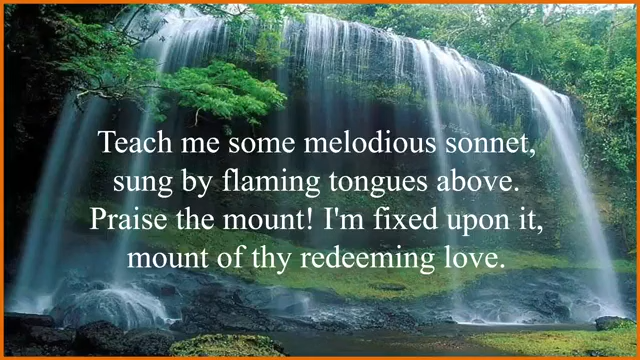 Teach me some melodious sonnet,
sung by flaming tongues above.
Praise the mount! I'm fixed upon it,
mount of thy redeeming love.